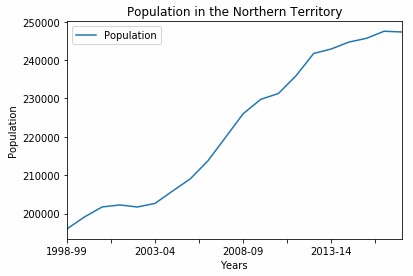 Population in the Northern Territory
Population
250000
240000
230000
220000
210000
200000
Population
1998-99 2003-04 2008-09 2013-14
Years